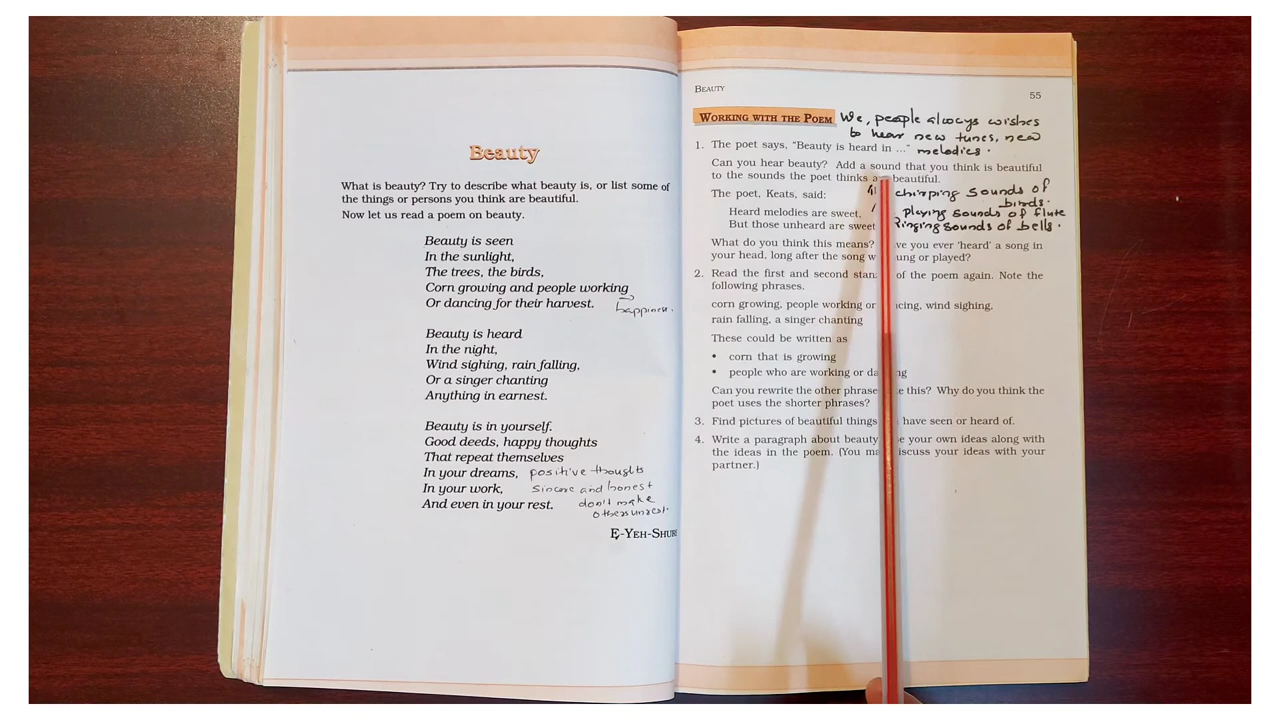 Beauty
What is beauty? Try to describe what beauty is, or list some of
the things or persons you think are beautiful.
Now let us read a poem on beauty.
Beauty is seen
In the sunlight,
The trees, the birds,
Corn growing and people working
Or dancing for their harvest.
happiness.
Beauty is heard
In the night,
Wind sighing, rain falling,
Or a singer chanting
Anything in earnest.
Beauty is in yourself.
Good deeds, happy thoughts
That repeat themselves
In your dreams, positive thoughts
In your work, sincere and honest
And even in your rest. don't make
others unrest.
BEAUTY
55
WORKING WITH THE POEM We, people always wishes
to hear new tunes, new
melodies.
1. The poet says, "Beauty is heard in ..."
Can you hear beauty? Add a sound that you think is beautiful
to the sounds the poet thinks are beautiful.
chirping sounds of
birds.
The poet, Keats, said:
Heard melodies are sweet, playing sounds of flute
But those unheard are sweet Ringing sounds of bells.
What do you think this means? ve you ever 'heard' a song in
your head, long after the song w ung or played?
2. Read the first and second stan of the poem again. Note the
following phrases.
corn growing, people working or cing, wind sighing,
rain falling, a singer chanting
These could be written as
• corn that is growing
• people who are working or da ng
Can you rewrite the other phrase e this? Why do you think the
poet uses the shorter phrases?
3. Find pictures of beautiful things have seen or heard of.
4. Write a paragraph about beauty e your own ideas along with
the ideas in the poem. (You ma iscuss your ideas with your
partner.)